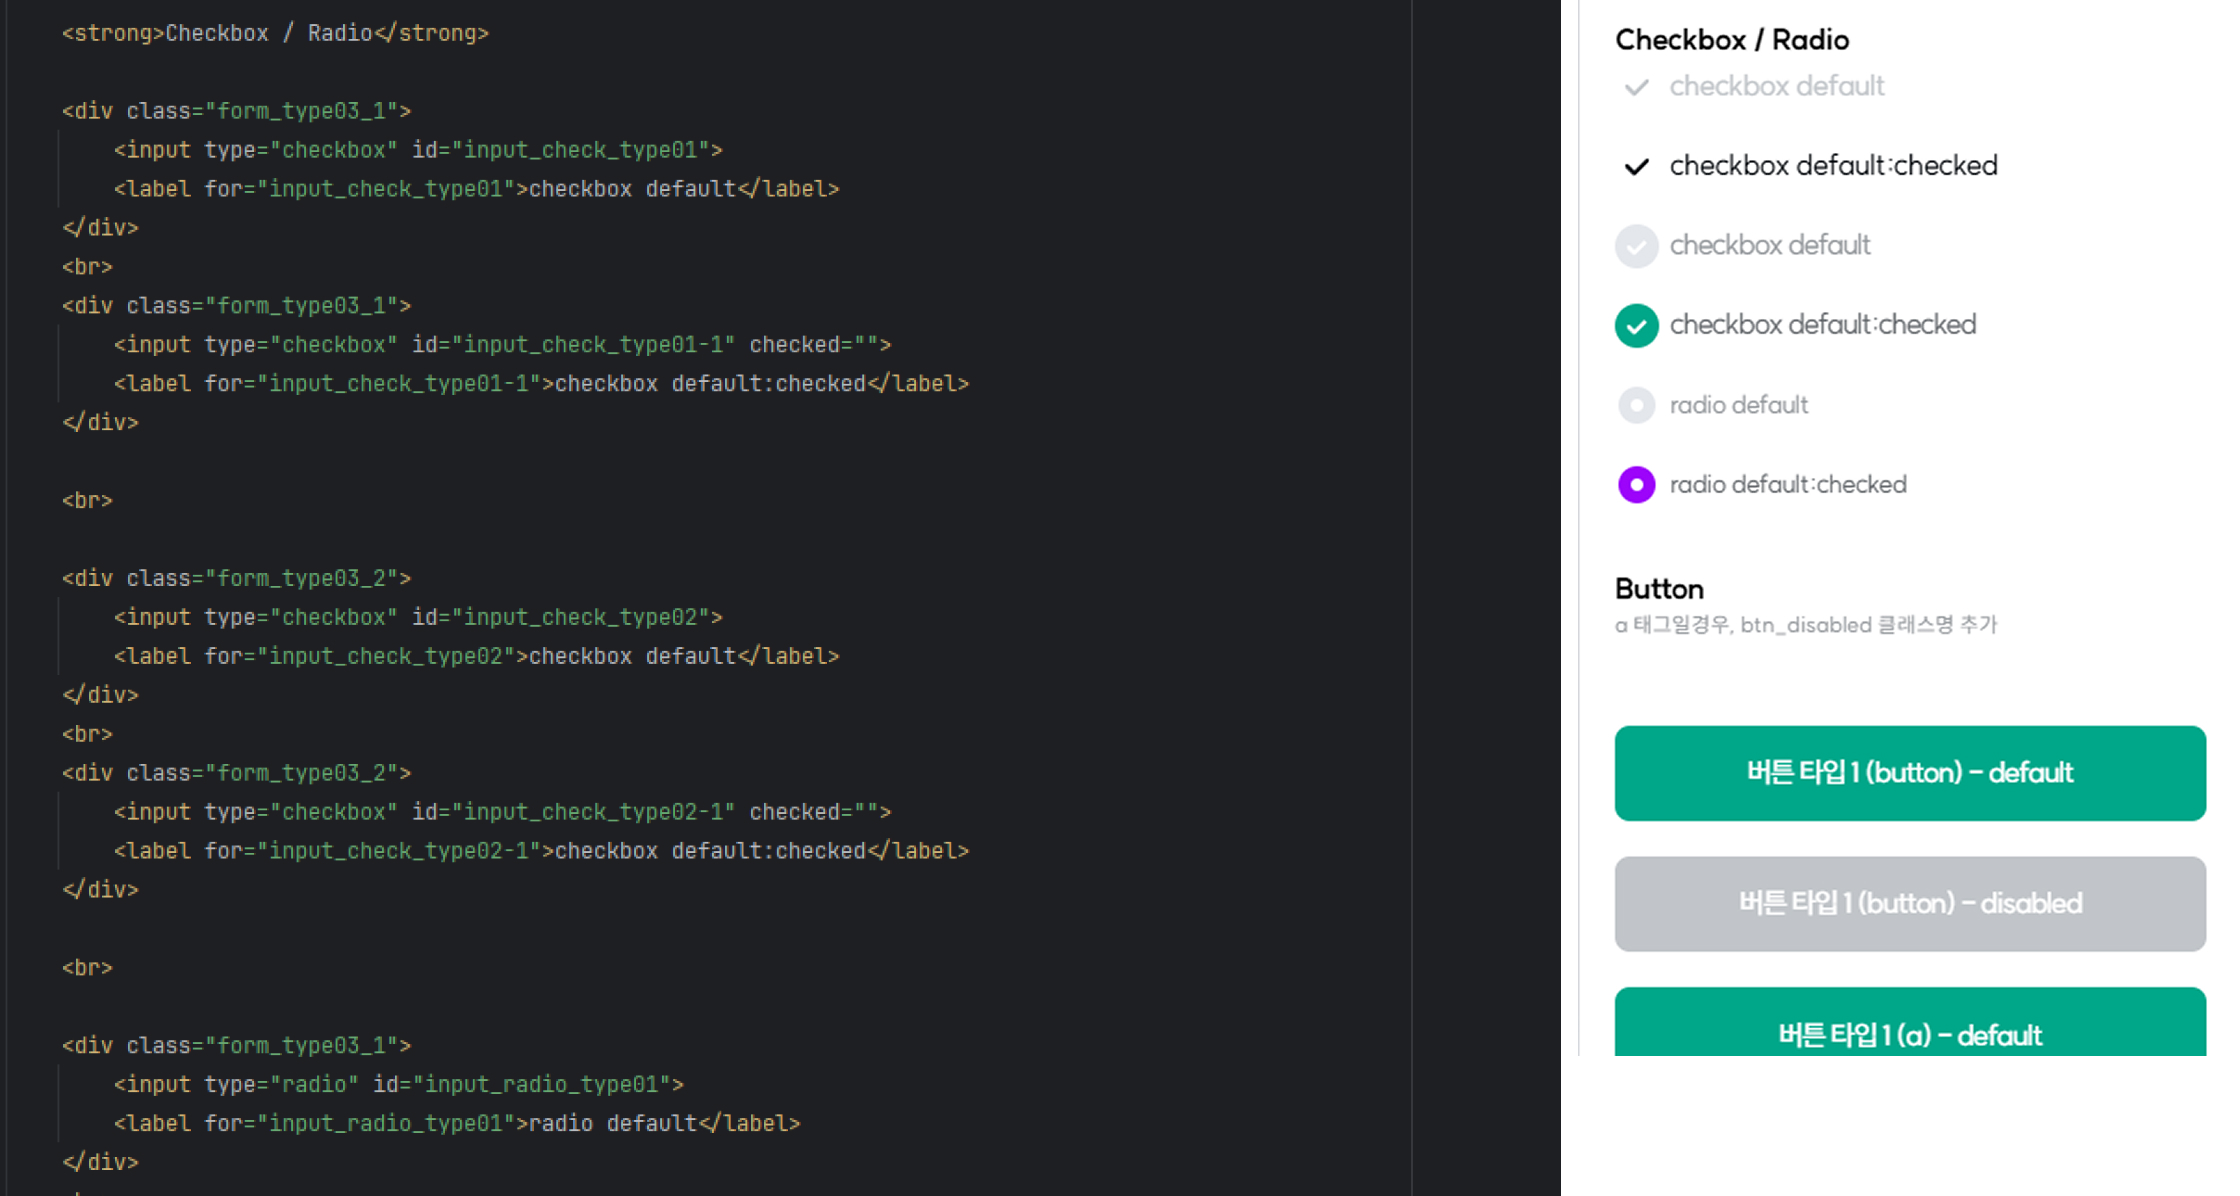 <strong>Checkbox / Radio</strong>
<div class="form_type03_1">
<input type="checkbox" id="input_check_type01">
<label for="input_check_type01">checkbox default</label>
</div>
<br>
<div class="form_type03_1">
<input type="checkbox" id="input_check_type01-1" checked="">
<label for="input_check_type01-1">checkbox default:checked</label>
</div>
<br>
<div class="form_type03_2">
<input type="checkbox" id="input_check_type02">
<label for="input_check_type02">checkbox default</label>
</div>
<br>
<div class="form_type03_2">
<input type="checkbox" id="input_check_type02-1" checked="">
<label for="input_check_type02-1">checkbox default:checked</label>
</div>
<br>
<div class="form_type03_1">
<input type="radio" id="input_radio_type01">
<label for="input_radio_type01">radio default</label>
</div>
Checkbox / Radio
checkbox default
checkbox default:checked
checkbox default
checkbox default:checked
radio default
radio default:checked
Button
a 태그일경우, btn_disabled 클래스명 추가
버튼 타입 1 (button) - default
버튼 타입 1 (button) - disabled
버튼 타입 1 (a) - default